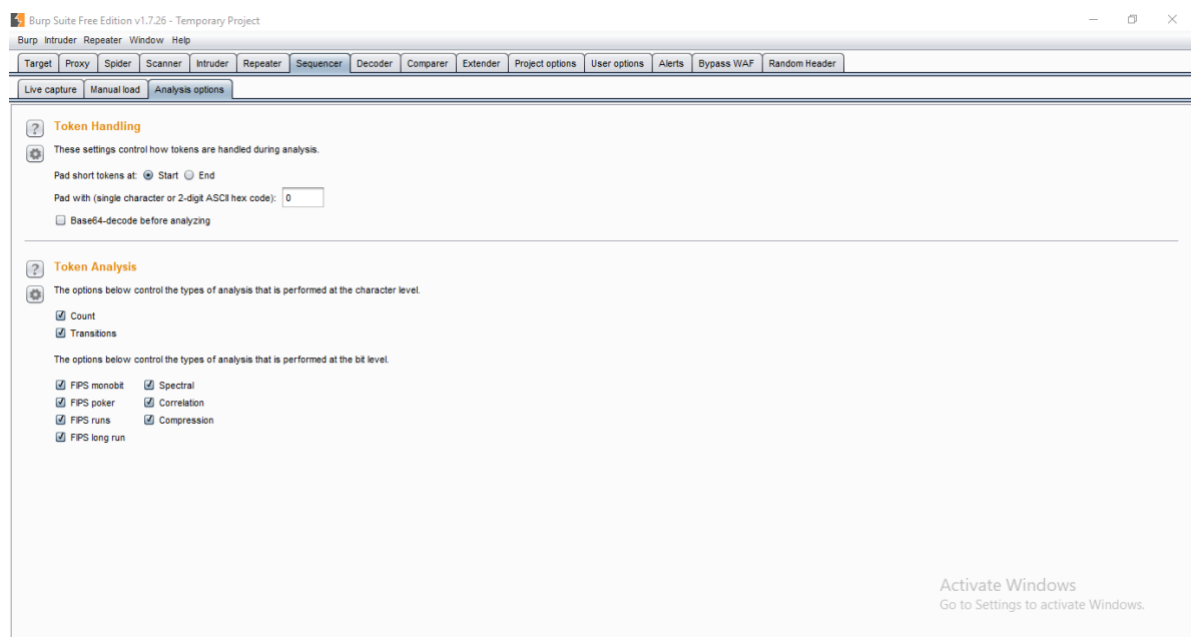 Burp Suite Free Edition v1.7.26 - Temporary Project
Burp Intruder Repeater Window Help
Target Proxy Spider Scanner Intruder Repeater Sequencer Decoder Comparer Extender Project options User options Alerts Bypass WAF Random Header
Live capture Manual load Analysis options
? Token Handling
These settings control how tokens are handled during analysis.
Pad short tokens at: Start End
Pad with (single character or 2-digit ASCII hex code): 0
Base64-decode before analyzing
? Token Analysis
The options below control the types of analysis that is performed at the character level.
Count
Transitions
The options below control the types of analysis that is performed at the bit level.
FIPS monobit Spectral
FIPS poker Correlation
FIPS runs Compression
FIPS long run
Activate Windows
Go to Settings to activate Windows.